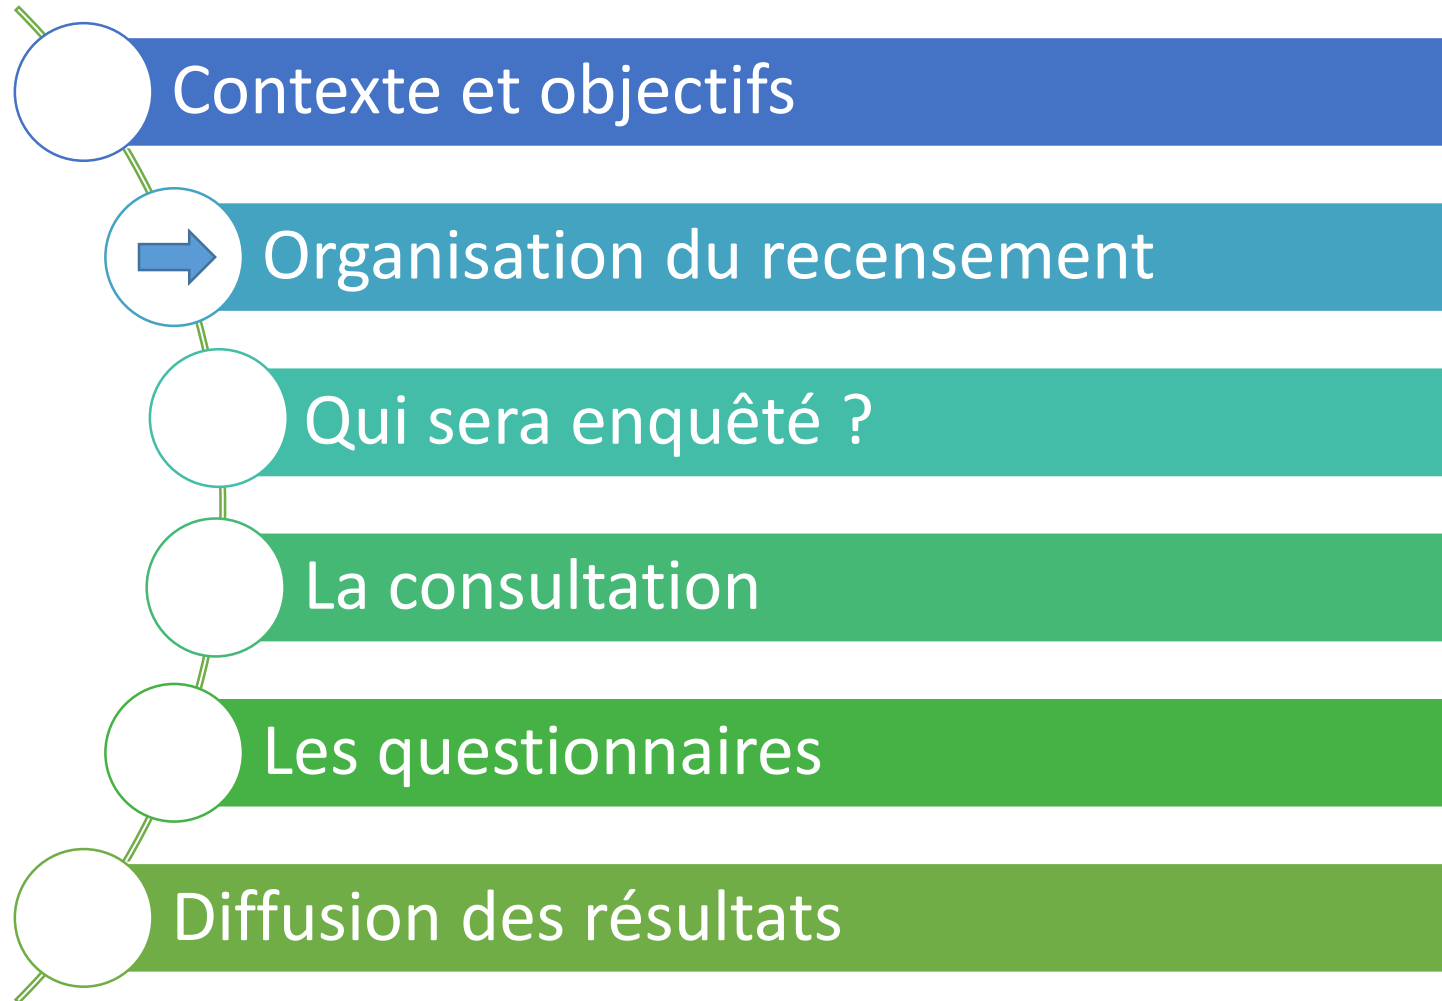 Contexte et objectifs
Organisation du recensement
Qui sera enquêté ?
La consultation
Les questionnaires
Diffusion des résultats